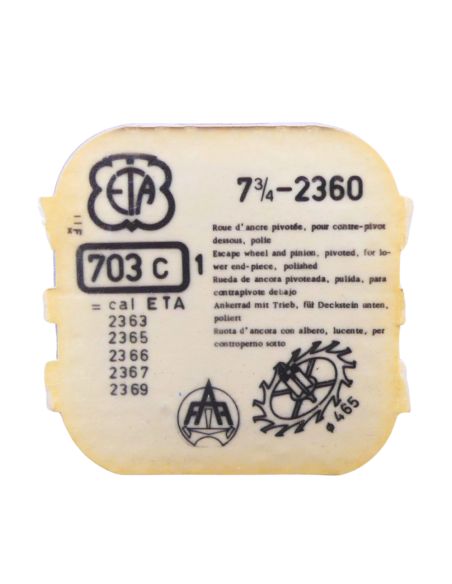 ETA
7¾-2360
703 C 1
= cal ETA
2363
2365
2366
2367
2369
Roue d'ancre pivotée, pour contre-pivot
dessous, polie
Escape wheel and pinion, pivoted, for lo-
wer end-piece, polished
Rueda de ancora pivoteada, pulida, para
contrapivote debajo
Ankerrad mit Trieb, für Deckstein unten,
poliert
Ruota d'ancora con albero, lucente, per
controperno sotto
ø 465